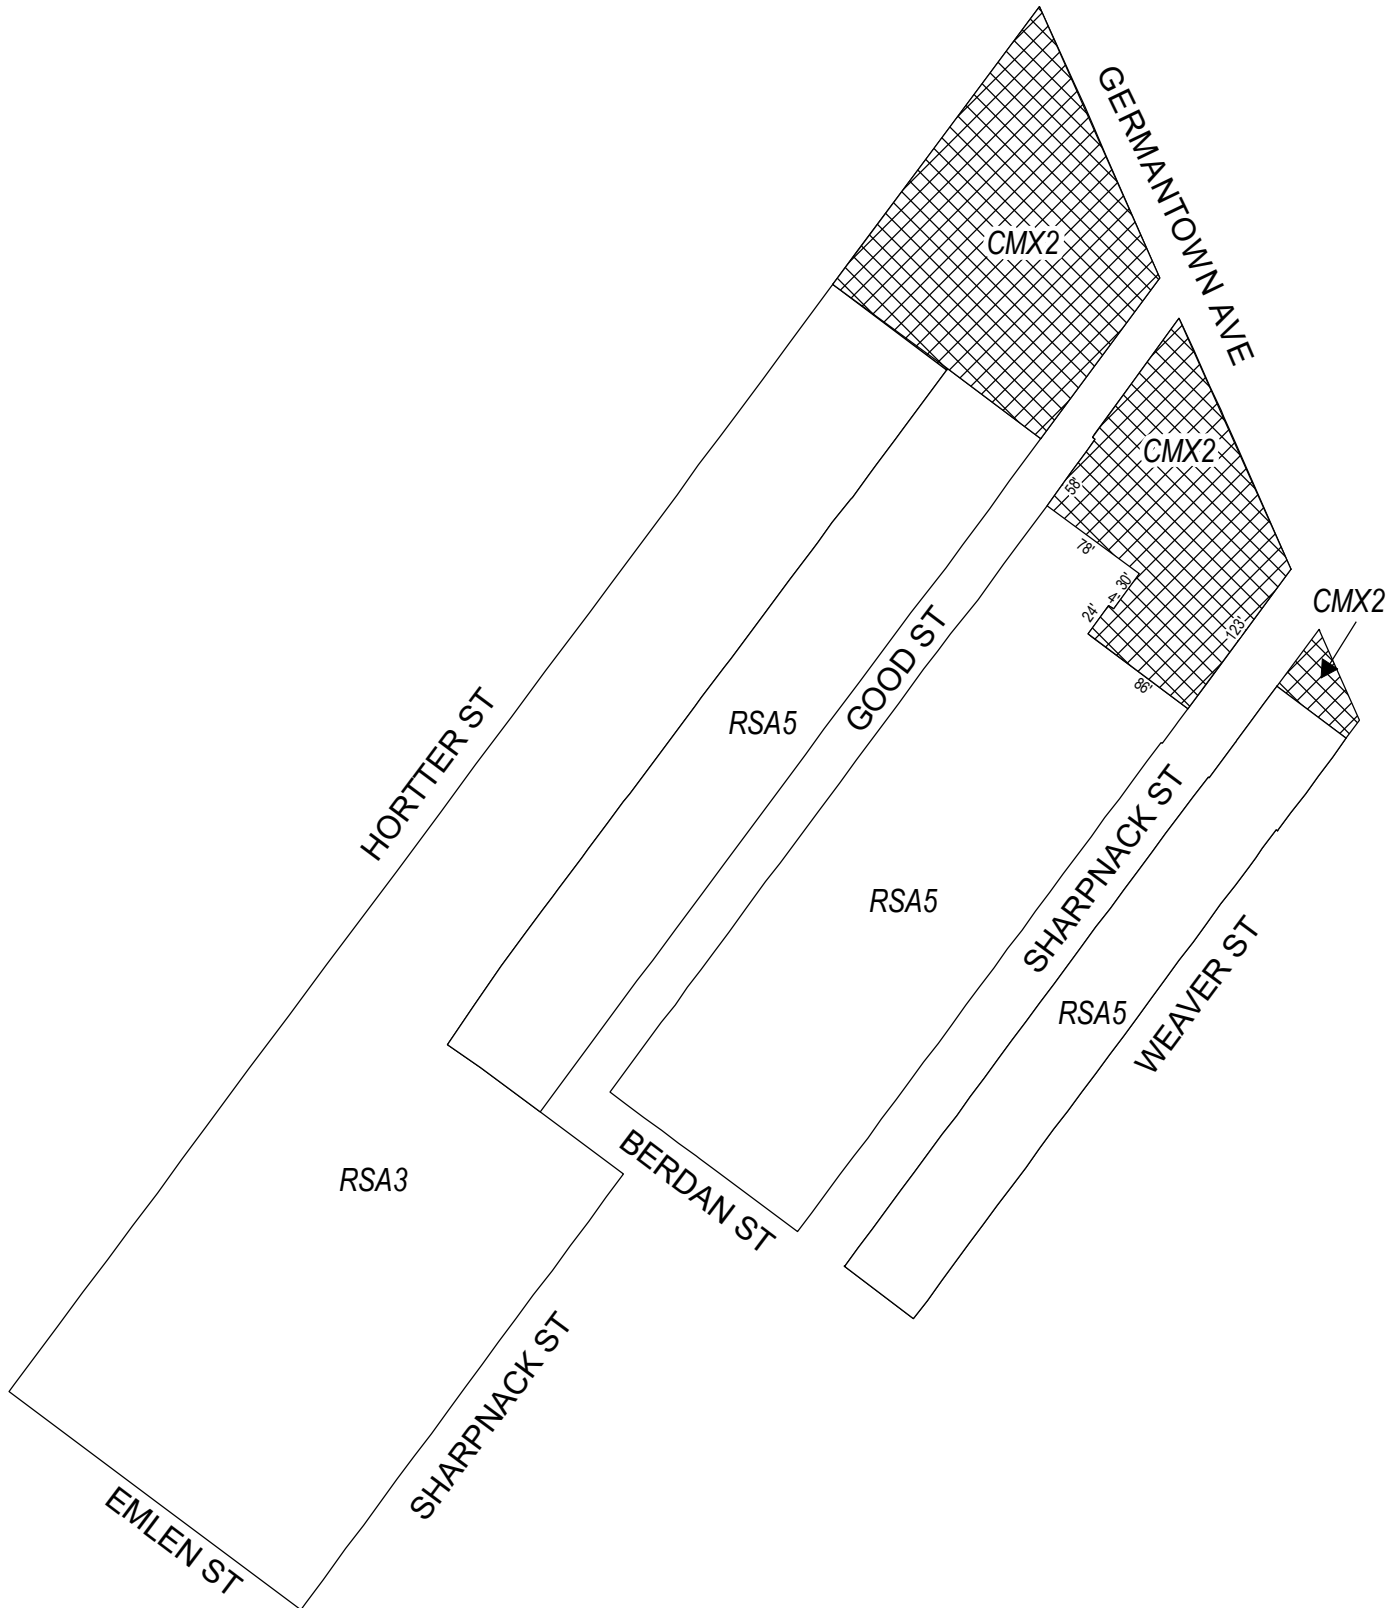 GERMANTOWN AVE
CMX2
CMX2
58'
78'
30'
4'
24'
123'
86'
CMX2
HORTTER ST
RSA5
GOOD ST
RSA5
SHARPNACK ST
RSA5
WEAVER ST
BERDAN ST
RSA3
SHARPNACK ST
EMLEN ST